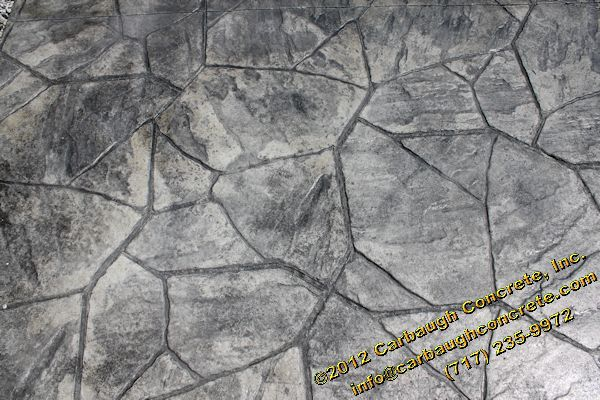 ©2012 Carbaugh Concrete, Inc.
info@carbaughconcrete.com
(717) 235-9972